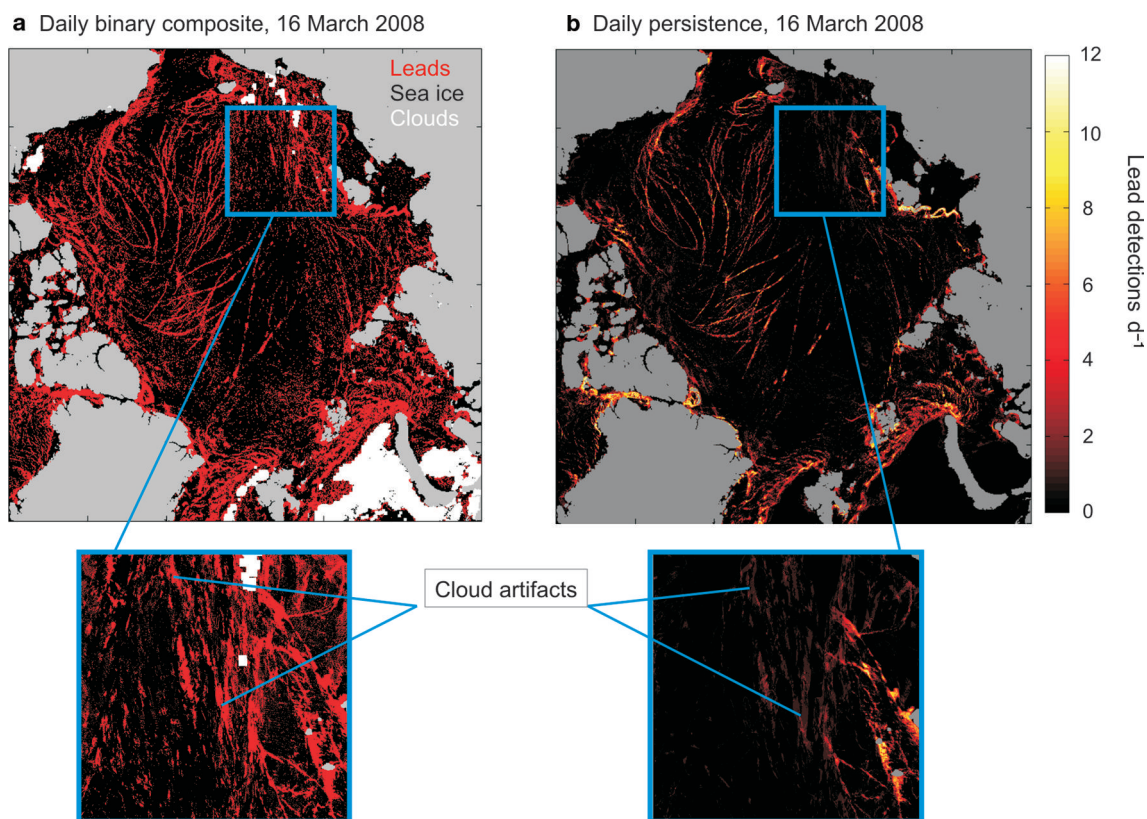 a Daily binary composite, 16 March 2008
b Daily persistence, 16 March 2008
Leads
Sea ice
Clouds
12
10
8
6
4
2
0
Lead detections d⁻¹
Cloud artifacts